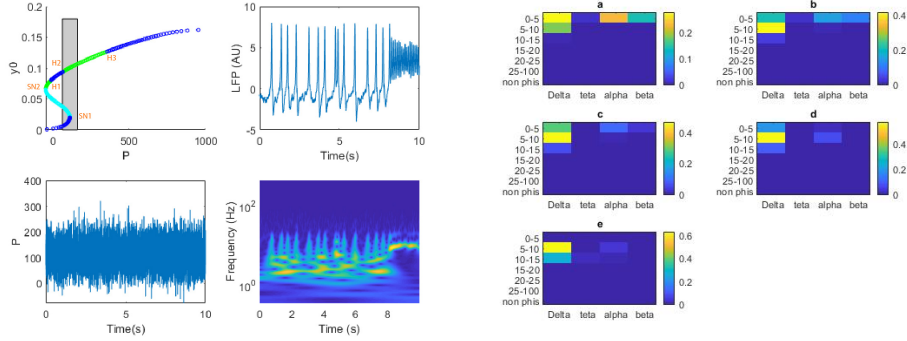 0.2
0.15
0.1
0.05
0
y0
H2
H3
SN2
H1
SN1
0
500
1000
P
10
5
0
-5
LFP (AU)
0
5
10
Time(s)
400
300
200
100
0
P
0
5
10
Time(s)
10^1
10^0
Frequency (Hz)
0 2 4 6 8
Time (s)
a
0-5
5-10
10-15
15-20
20-25
25-100
non phis
Delta teta alpha beta
0.2
0.1
0
b
0-5
5-10
10-15
15-20
20-25
25-100
non phis
Delta teta alpha beta
0.4
0.2
0
c
0-5
5-10
10-15
15-20
20-25
25-100
non phis
Delta teta alpha beta
0.4
0.2
0
d
0-5
5-10
10-15
15-20
20-25
25-100
non phis
Delta teta alpha beta
0.4
0.2
0
e
0-5
5-10
10-15
15-20
20-25
25-100
non phis
Delta teta alpha beta
0.6
0.4
0.2
0